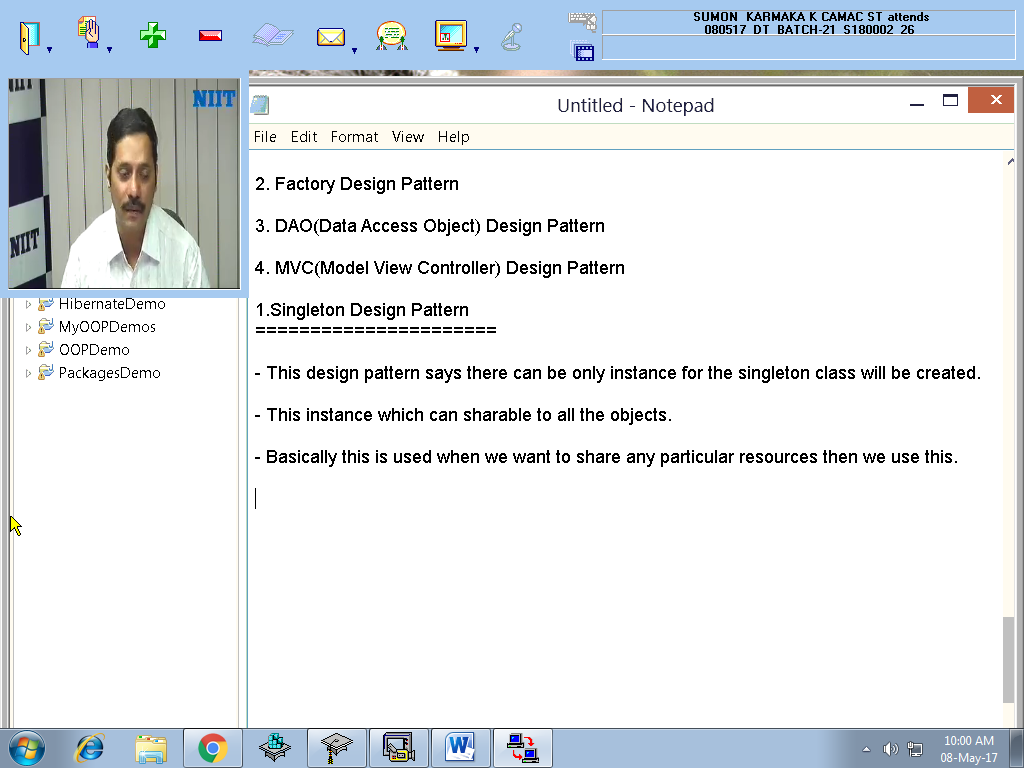 SUMON KARMAKA K CAMAC ST attends
080517 DT BATCH-21 S180002 26
NIIT
NIIT
Untitled - Notepad
File Edit Format View Help
2. Factory Design Pattern
3. DAO(Data Access Object) Design Pattern
4. MVC(Model View Controller) Design Pattern
1.Singleton Design Pattern
======================
- This design pattern says there can be only instance for the singleton class will be created.
- This instance which can sharable to all the objects.
- Basically this is used when we want to share any particular resources then we use this.
HibernateDemo
MyOOPDemos
OOPDemo
PackagesDemo
10:00 AM
08-May-17